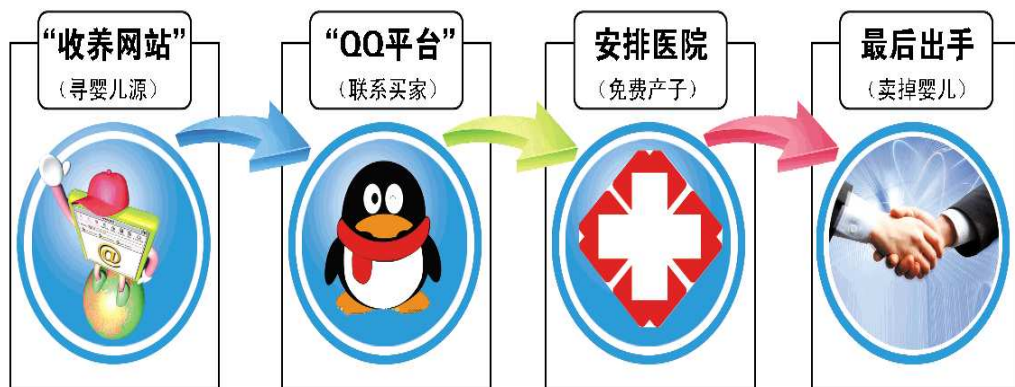 “收养网站”
（寻婴儿源）
“QQ平台”
（联系买家）
安排医院
（免费产子）
最后出手
（卖掉婴儿）
@